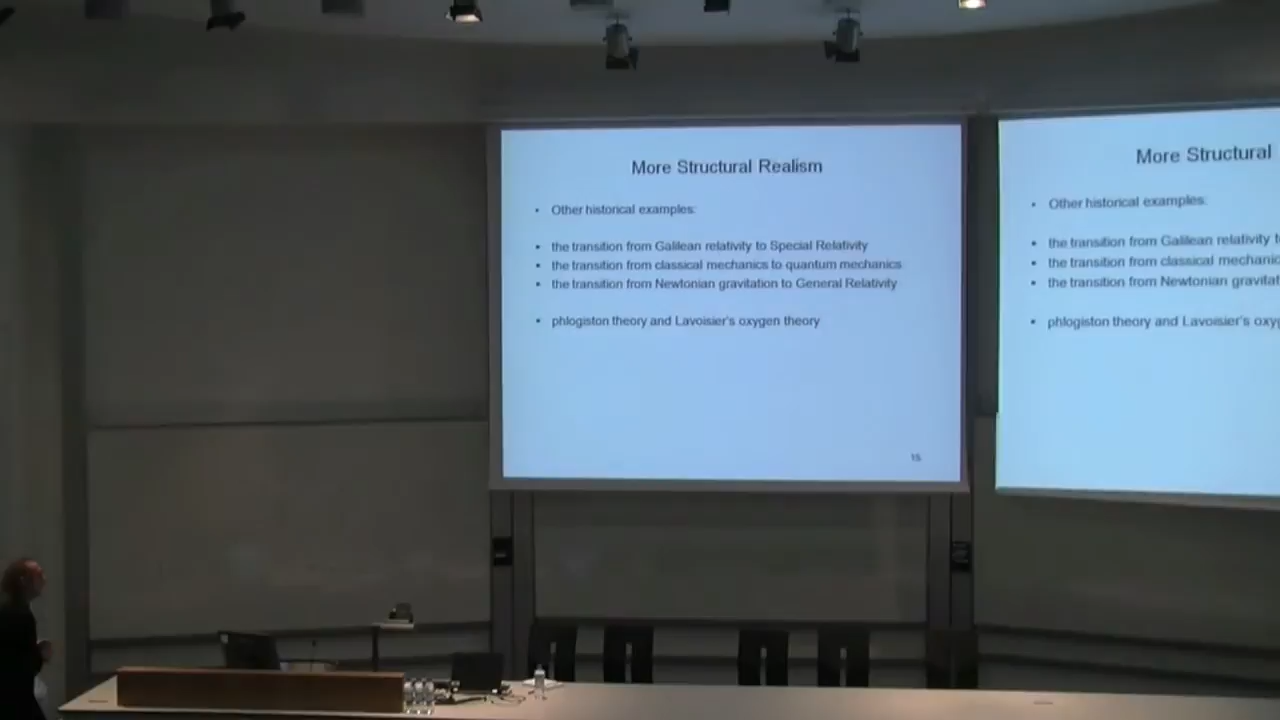 More Structural Realism
• Other historical examples:
• the transition from Galilean relativity to Special Relativity
• the transition from classical mechanics to quantum mechanics
• the transition from Newtonian gravitation to General Relativity
• phlogiston theory and Lavoisier's oxygen theory
15
More Structural
• Other historical examples:
• the transition from Galilean relativity t
• the transition from classical mechanic
• the transition from Newtonian gravitat
• phlogiston theory and Lavoisier's oxyg